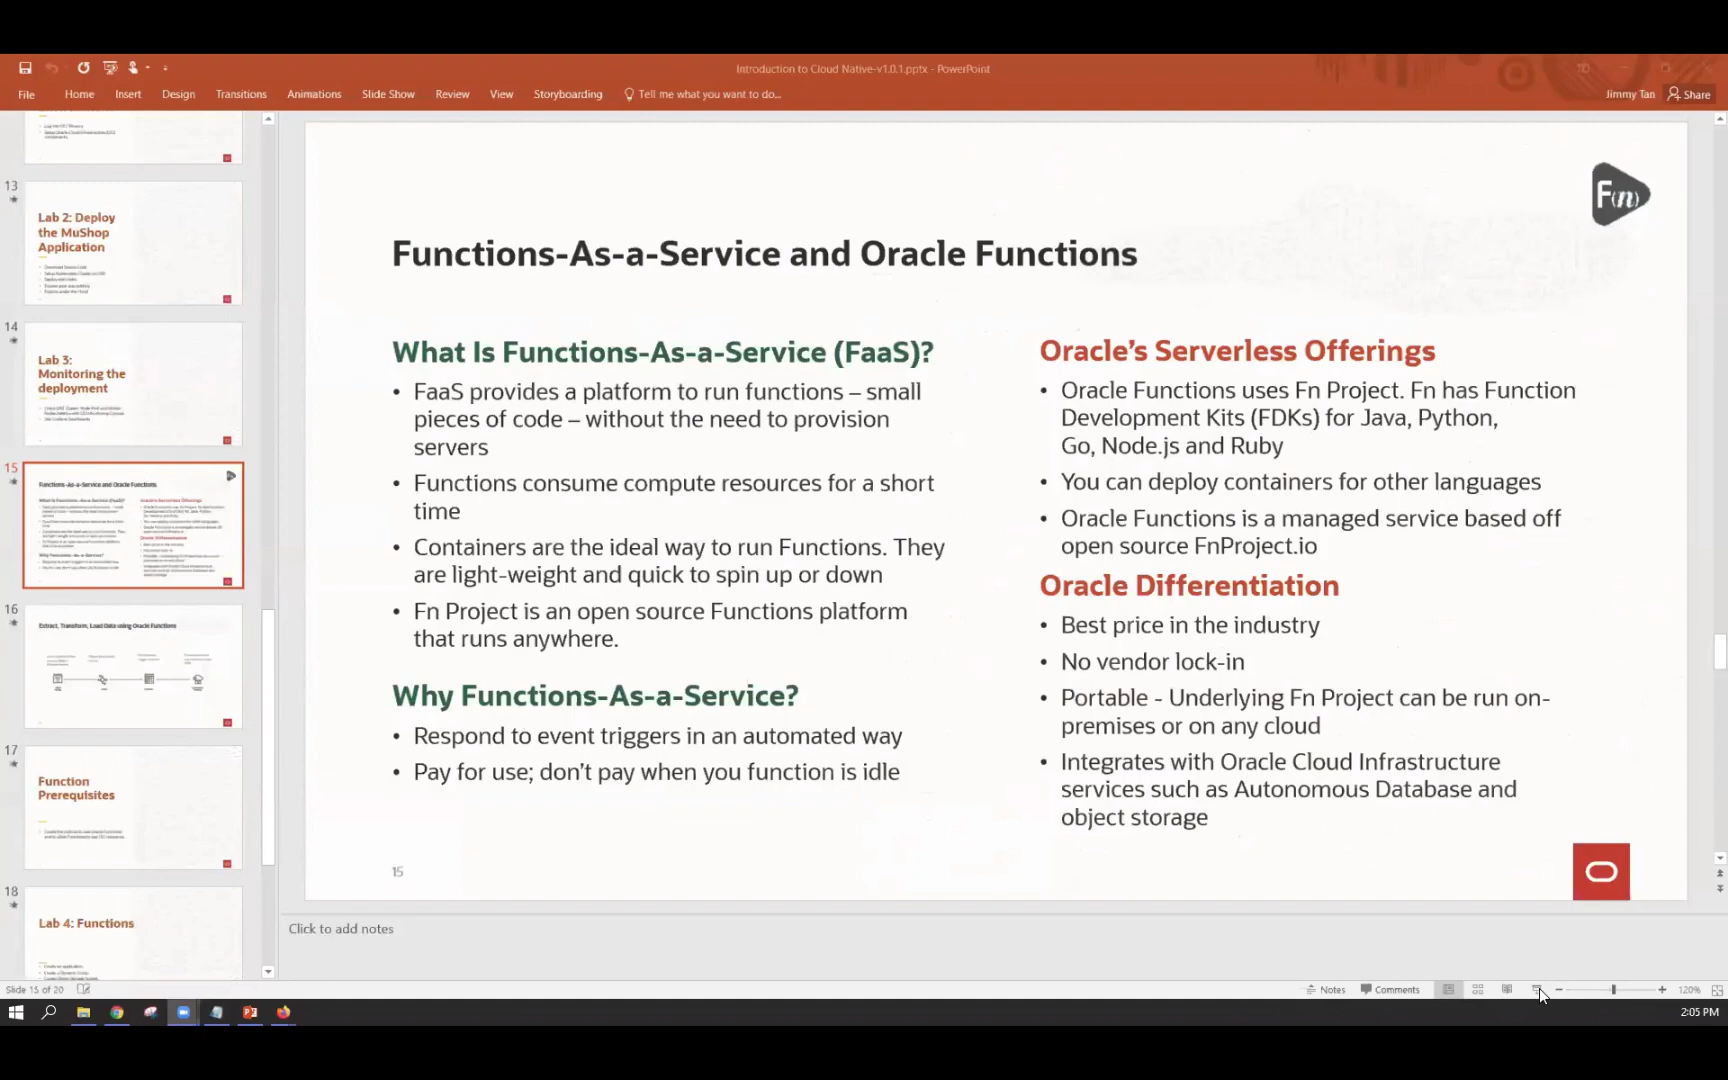 Introduction to Cloud Native-v1.0.1.pptx - PowerPoint
File
Home
Insert
Design
Transitions
Animations
Slide Show
Review
View
Storyboarding
Tell me what you want to do...
Jimmy Tan
Share
13
Lab 2: Deploy
the MuShop
Application
14
Lab 3:
Monitoring the
deployment
15
Functions-As-a-Service and Oracle Functions
16
Extract, Transform, Load Data using Oracle Functions
17
Function
Prerequisites
18
Lab 4: Functions
F(n)
Functions-As-a-Service and Oracle Functions
What Is Functions-As-a-Service (FaaS)?
• FaaS provides a platform to run functions – small
pieces of code – without the need to provision
servers
• Functions consume compute resources for a short
time
• Containers are the ideal way to run Functions. They
are light-weight and quick to spin up or down
• Fn Project is an open source Functions platform
that runs anywhere.
Why Functions-As-a-Service?
• Respond to event triggers in an automated way
• Pay for use; don’t pay when you function is idle
Oracle’s Serverless Offerings
• Oracle Functions uses Fn Project. Fn has Function
Development Kits (FDKs) for Java, Python,
Go, Node.js and Ruby
• You can deploy containers for other languages
• Oracle Functions is a managed service based off
open source FnProject.io
Oracle Differentiation
• Best price in the industry
• No vendor lock-in
• Portable - Underlying Fn Project can be run on-
premises or on any cloud
• Integrates with Oracle Cloud Infrastructure
services such as Autonomous Database and
object storage
15
Click to add notes
Slide 15 of 20
Notes
Comments
120%
2:05 PM